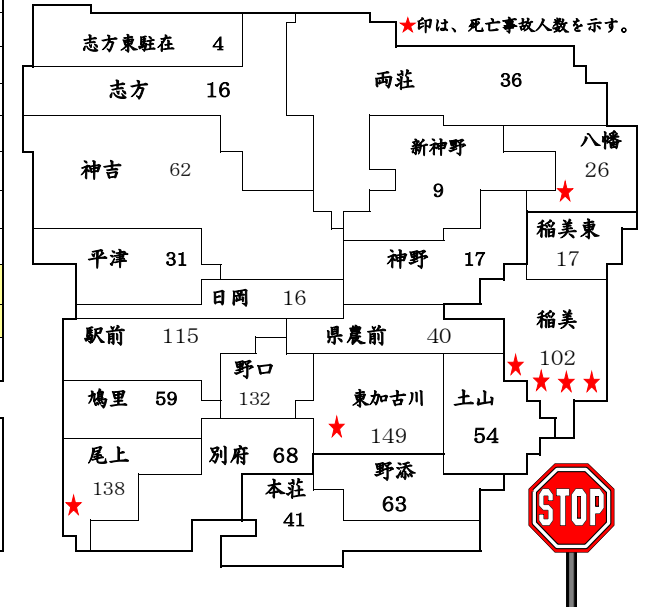 ★印は、死亡事故人数を示す。
志方東駐在 4
志方 16
両荘 36
八幡 26
★
新神野 9
神吉 62
稲美東 17
平津 31
神野 17
日岡 16
稲美 102
★ ★ ★ ★
駅前 115
県農前 40
野口 132
鳩里 59
東加古川 149
★
土山 54
尾上 138
★
別府 68
野添 63
本荘 41
STOP